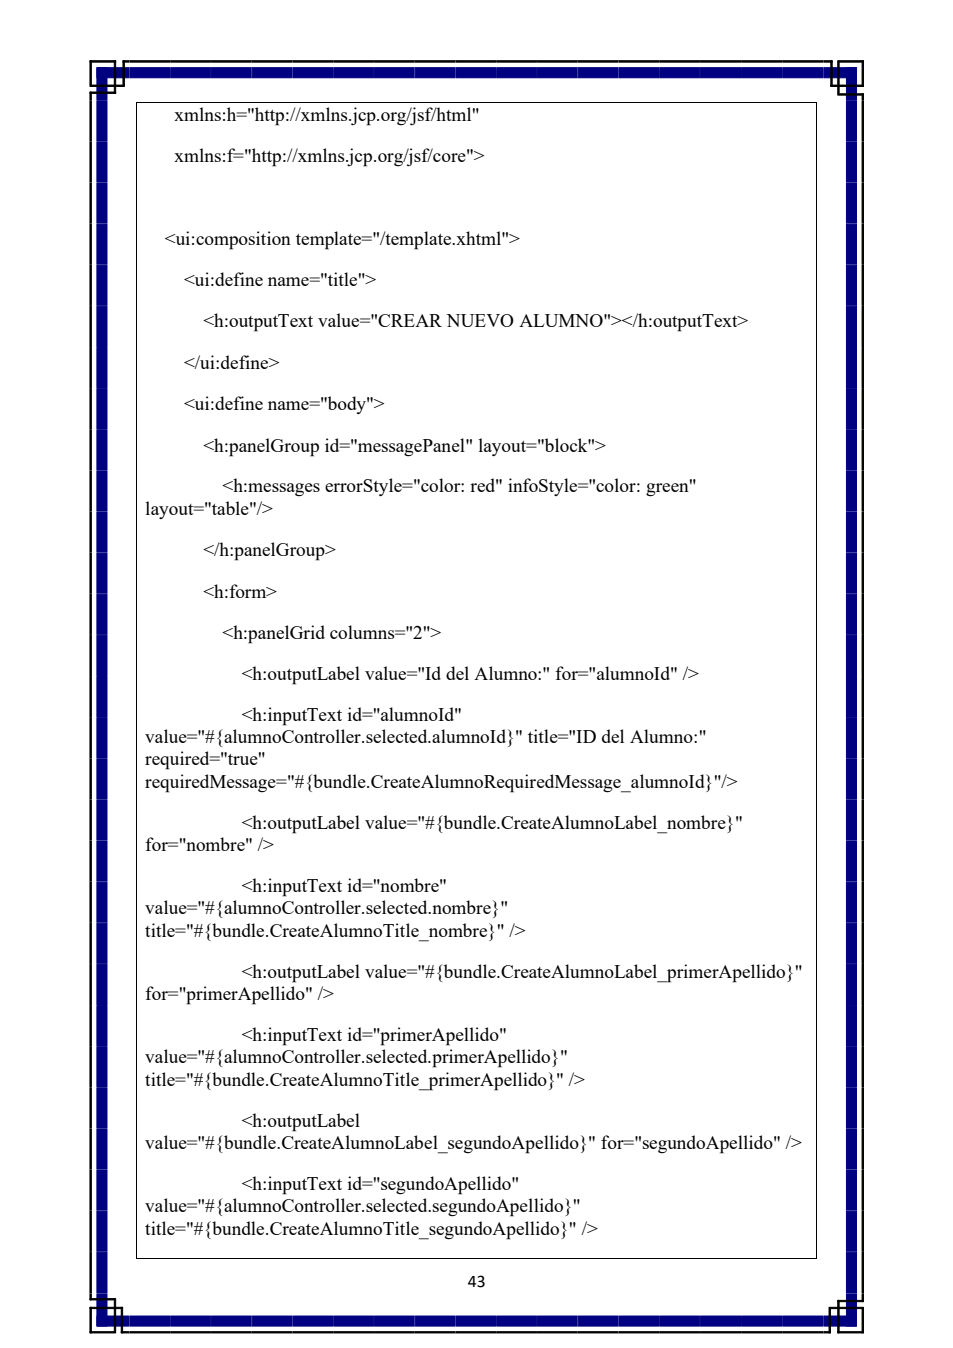 xmlns:h="http://xmlns.jcp.org/jsf/html"
xmlns:f="http://xmlns.jcp.org/jsf/core">
<ui:composition template="/template.xhtml">
<ui:define name="title">
<h:outputText value="CREAR NUEVO ALUMNO"></h:outputText>
</ui:define>
<ui:define name="body">
<h:panelGroup id="messagePanel" layout="block">
<h:messages errorStyle="color: red" infoStyle="color: green"
layout="table"/>
</h:panelGroup>
<h:form>
<h:panelGrid columns="2">
<h:outputLabel value="Id del Alumno:" for="alumnoId" />
<h:inputText id="alumnoId"
value="#{alumnoController.selected.alumnoId}" title="ID del Alumno:"
required="true"
requiredMessage="#{bundle.CreateAlumnoRequiredMessage_alumnoId}"/>
<h:outputLabel value="#{bundle.CreateAlumnoLabel_nombre}"
for="nombre" />
<h:inputText id="nombre"
value="#{alumnoController.selected.nombre}"
title="#{bundle.CreateAlumnoTitle_nombre}" />
<h:outputLabel value="#{bundle.CreateAlumnoLabel_primerApellido}"
for="primerApellido" />
<h:inputText id="primerApellido"
value="#{alumnoController.selected.primerApellido}"
title="#{bundle.CreateAlumnoTitle_primerApellido}" />
<h:outputLabel
value="#{bundle.CreateAlumnoLabel_segundoApellido}" for="segundoApellido" />
<h:inputText id="segundoApellido"
value="#{alumnoController.selected.segundoApellido}"
title="#{bundle.CreateAlumnoTitle_segundoApellido}" />
43